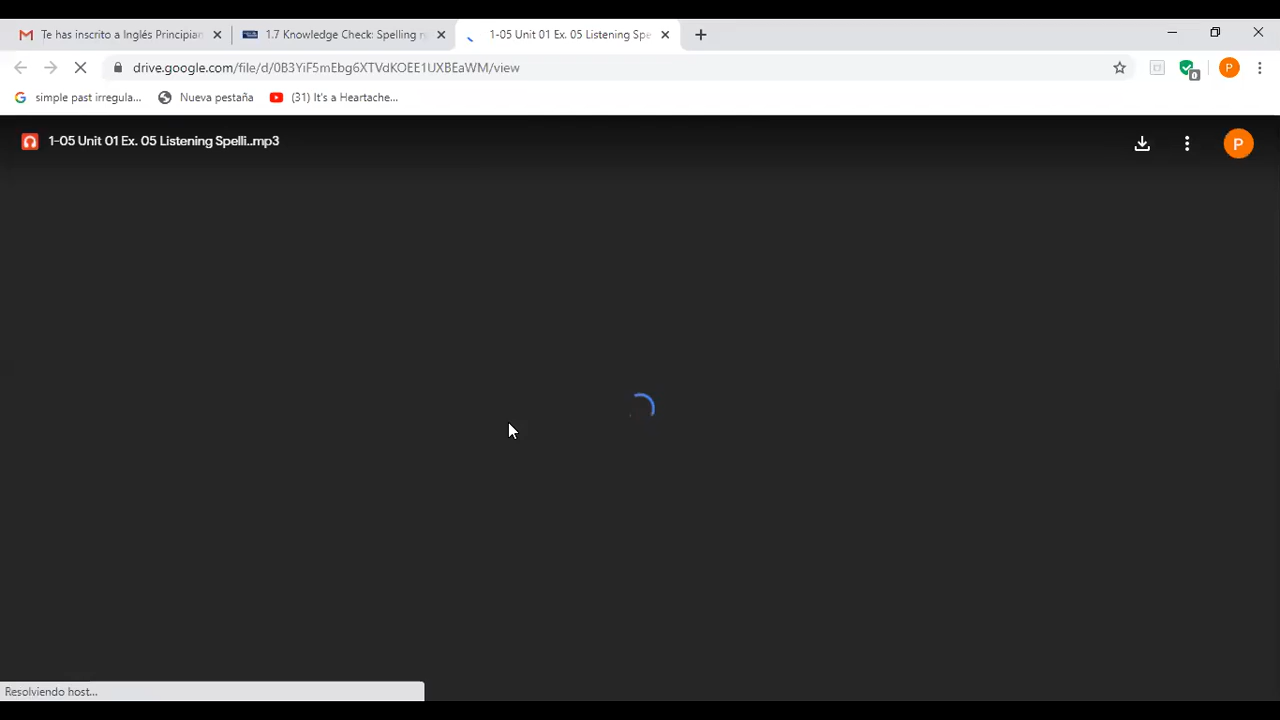 Te has inscrito a Inglés Principian
1.7 Knowledge Check: Spelling n
1-05 Unit 01 Ex. 05 Listening Spe
drive.google.com/file/d/0B3YiF5mEbg6XTVdKOEE1UXBEaWM/view
P
0
simple past irregula...
Nueva pestaña
(31) It's a Heartache...
1-05 Unit 01 Ex. 05 Listening Spelli..mp3
P
Resolviendo host...